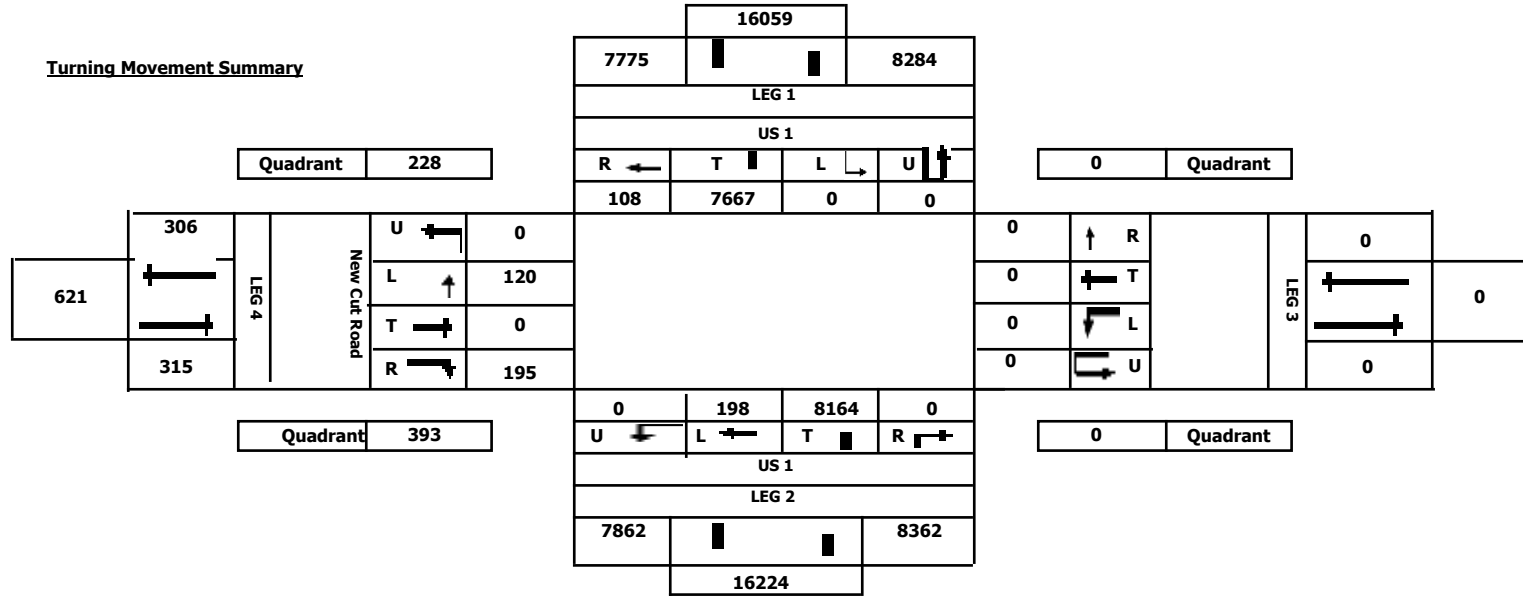 16059
Turning Movement Summary
7775 8284
LEG 1
US 1
Quadrant 228
R T L U
0 Quadrant
108 7667 0 0
306 U 0
0 R 0
L 120
0 T
621 LEG 4 New Cut Road
LEG 3 0
T 0
0 L
315 R 195
0 U 0
0 198 8164 0
Quadrant 393
U L T R
0 Quadrant
US 1
LEG 2
7862 8362
16224